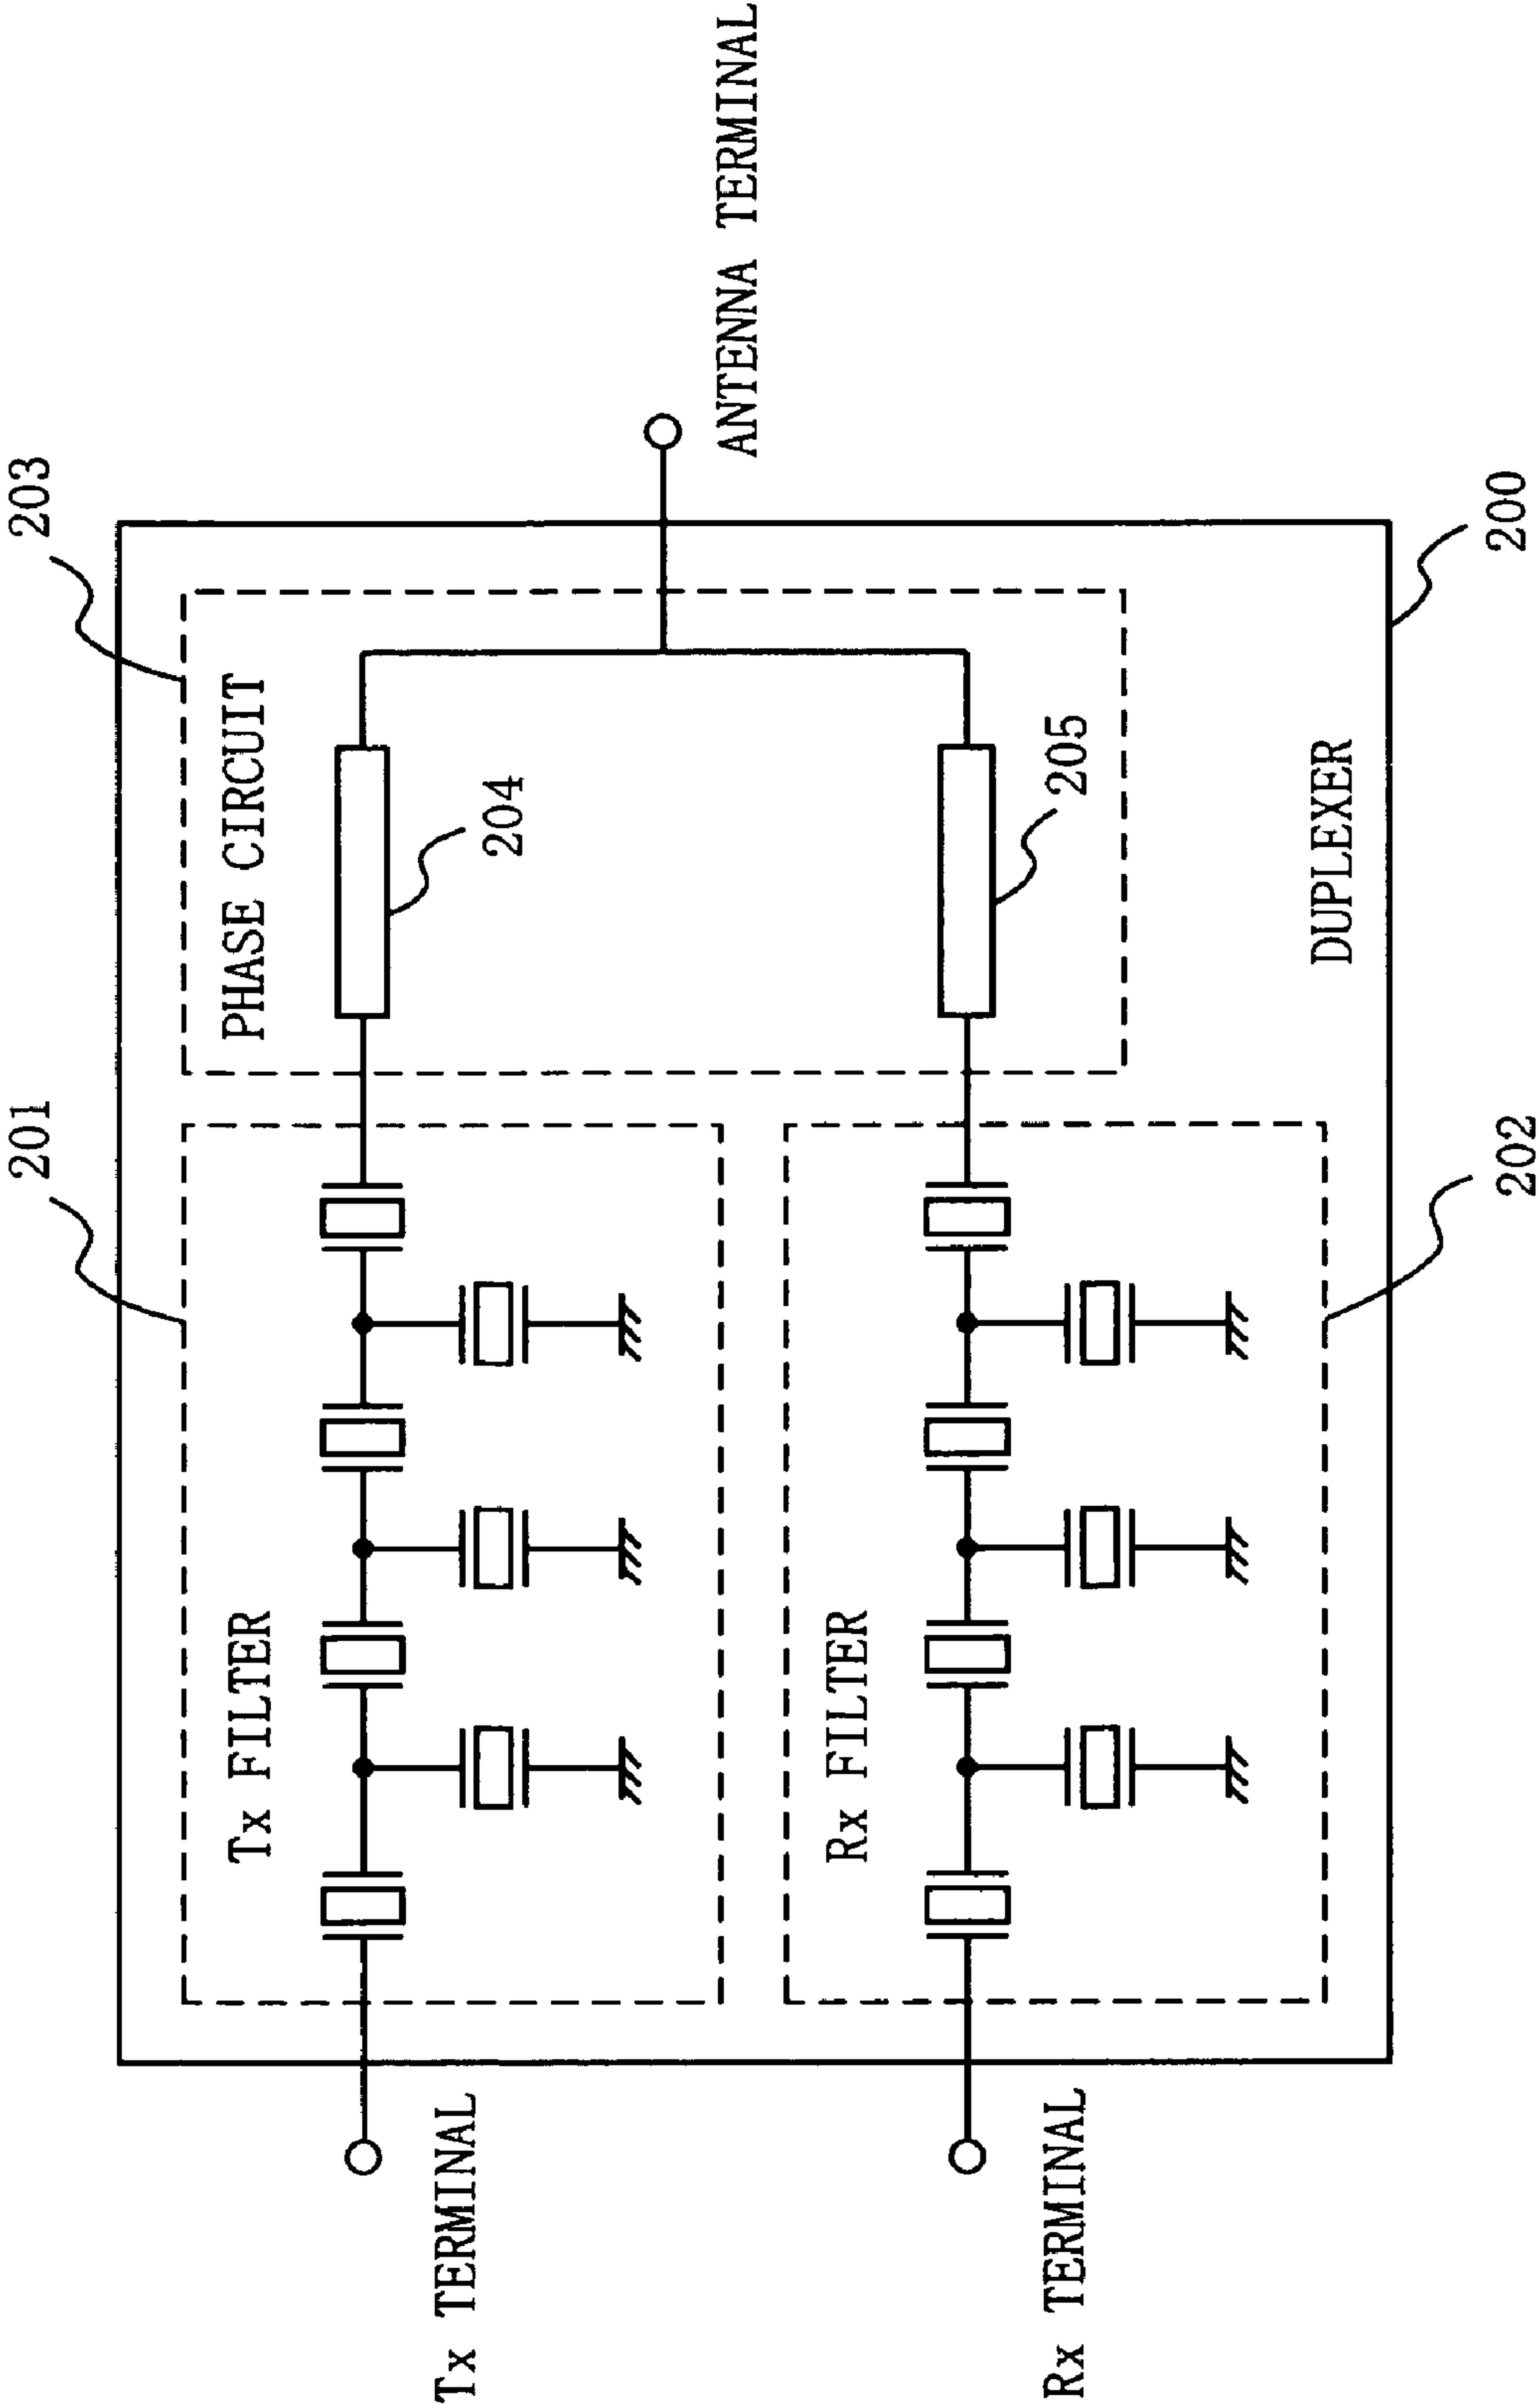 201
203
Tx FILTER
PHASE CIRCUIT
204
Tx TERMINAL
ANTENNA TERMINAL
Rx FILTER
205
Rx TERMINAL
DUPLEXER
202
200